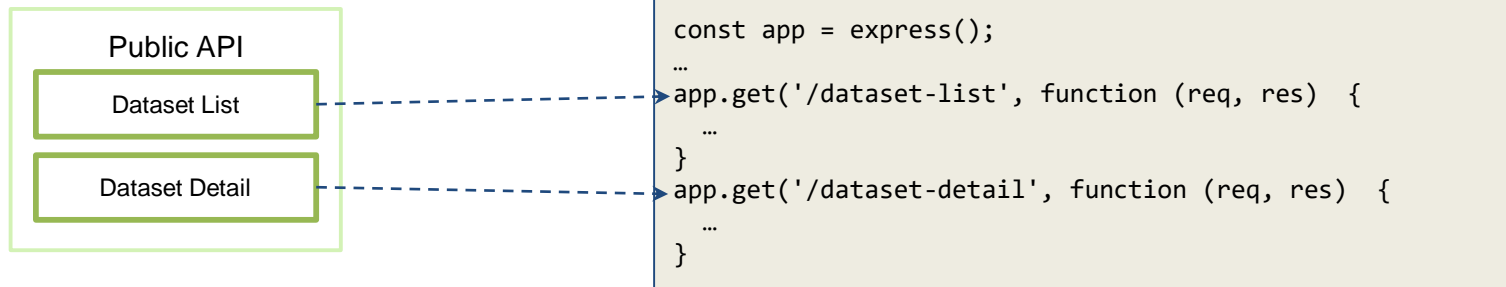 Public API
Dataset List
Dataset Detail
const app = express();
…
app.get('/dataset-list', function (req, res)  {
  …
}
app.get('/dataset-detail', function (req, res)  {
  …
}